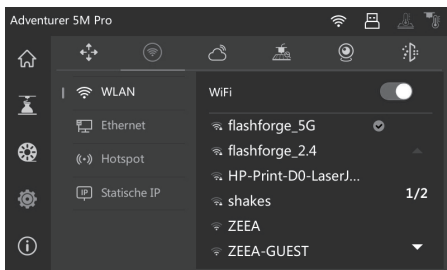 Adventurer 5M Pro
WLAN
WiFi
Ethernet
Hotspot
IP Statische IP
flashforge_5G
flashforge_2.4
HP-Print-D0-LaserJ...
shakes
1/2
ZEEA
ZEEA-GUEST